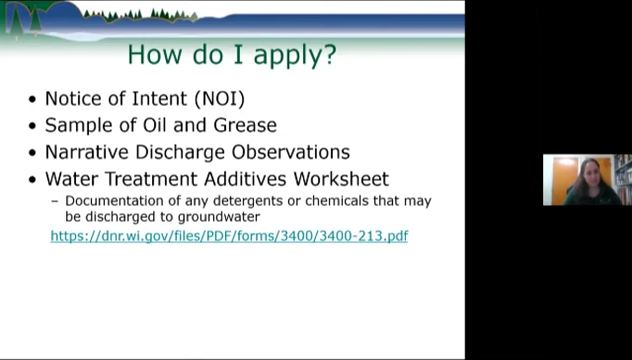 How do I apply?
• Notice of Intent (NOI)
• Sample of Oil and Grease
• Narrative Discharge Observations
• Water Treatment Additives Worksheet
– Documentation of any detergents or chemicals that may
be discharged to groundwater
https://dnr.wi.gov/files/PDF/forms/3400/3400-213.pdf